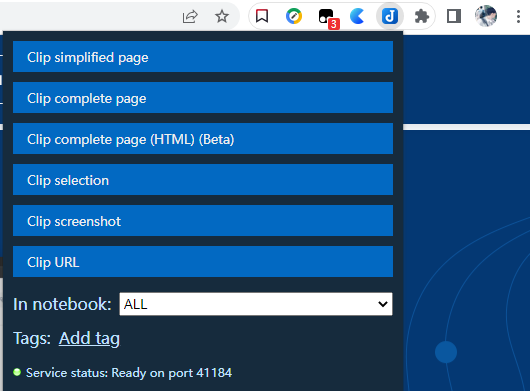 3
J
Clip simplified page
Clip complete page
Clip complete page (HTML) (Beta)
Clip selection
Clip screenshot
Clip URL
In notebook: ALL
Tags: Add tag
Service status: Ready on port 41184